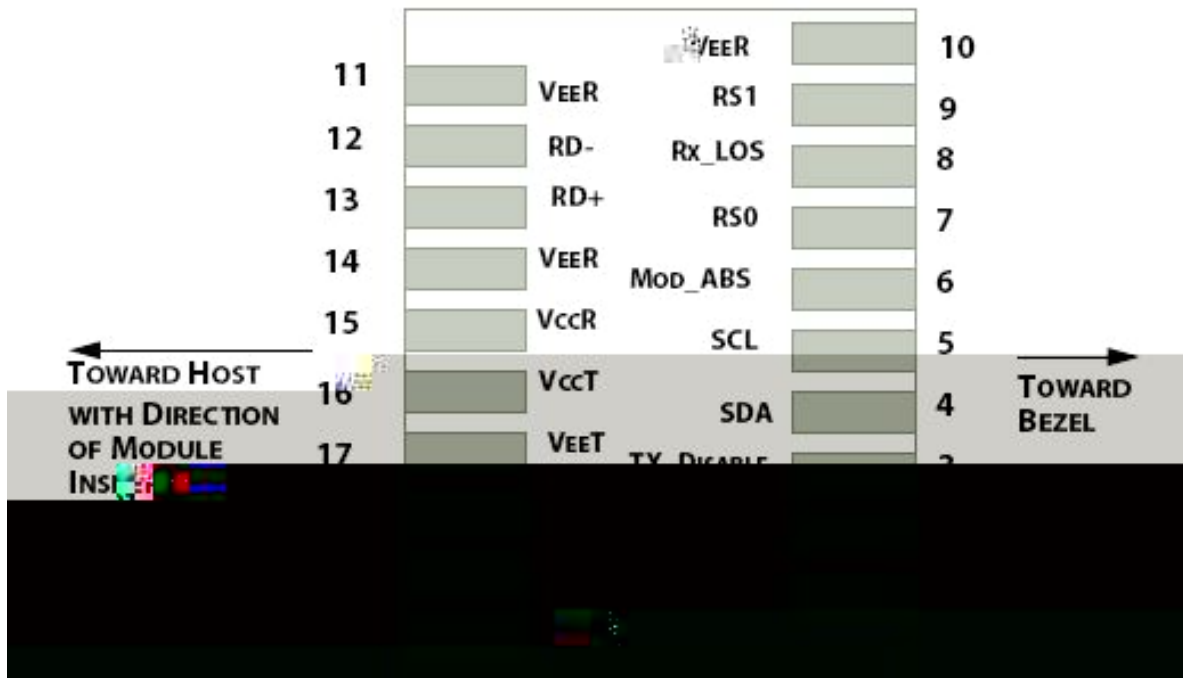 VEER 10
11 VEER RS1 9
12 RD- Rx_LOS 8
13 RD+ RS0 7
14 VEER MOD_ABS 6
15 VCCR SCL 5
TOWARD HOST
WITH DIRECTION
OF MODULE
16 VCCT SDA 4
TOWARD
BEZEL
17 VEET TX_DISABLE